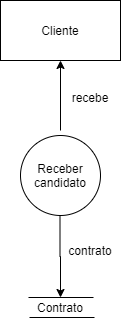 Cliente
recebe
Receber
candidato
contrato
Contrato